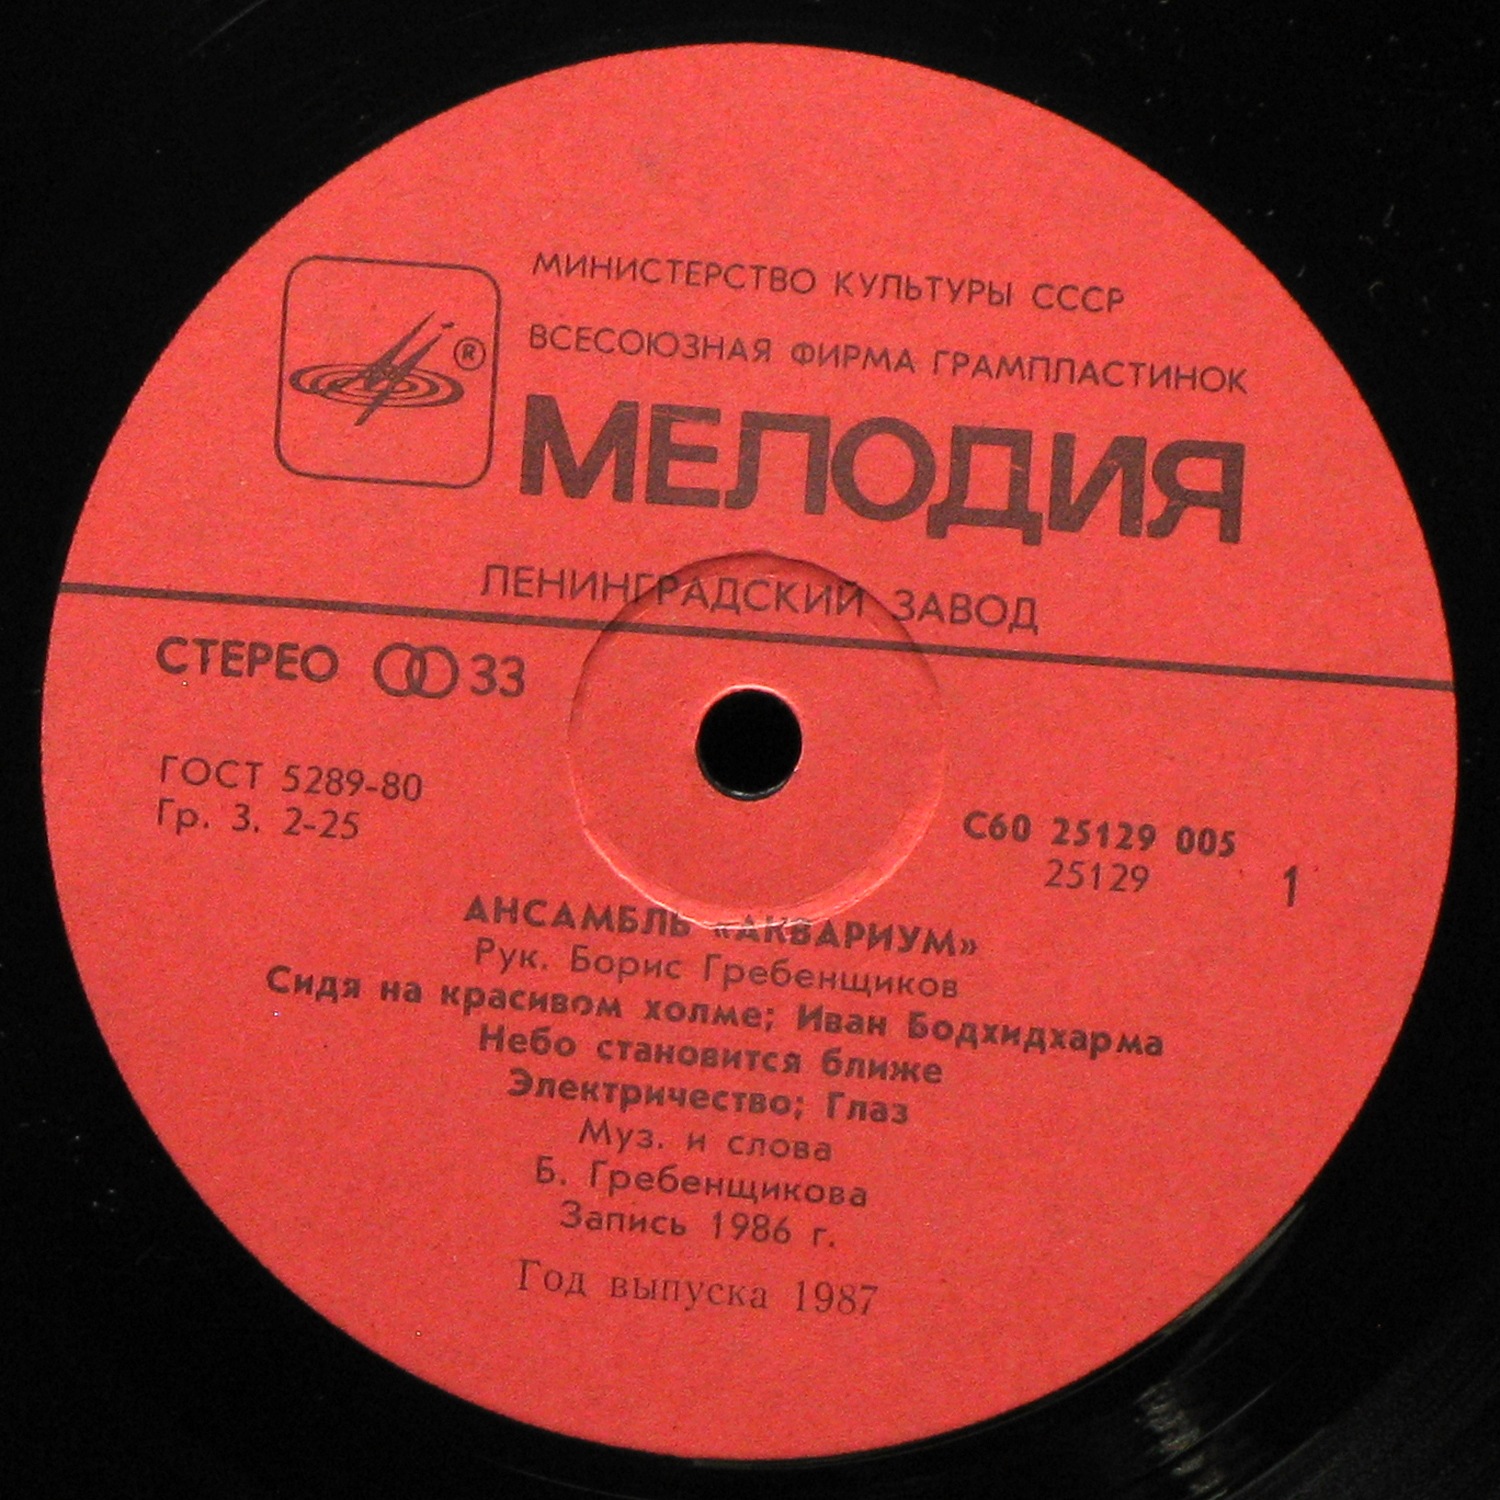 МИНИСТЕРСТВО КУЛЬТУРЫ СССР
ВСЕСОЮЗНАЯ ФИРМА ГРАМПЛАСТИНОК
®
МЕЛОДИЯ
ЛЕНИНГРАДСКИЙ ЗАВОД
СТЕРЕО 33
ГОСТ 5289-80
Гр. 3. 2-25
С60 25129 005
25129
1
АНСАМБЛЬ «АКВАРИУМ»
Рук. Борис Гребенщиков
Сидя на красивом холме; Иван Бодхидхарма
Небо становится ближе
Электричество; Глаз
Муз. и слова
Б. Гребенщикова
Запись 1986 г.
Год выпуска 1987